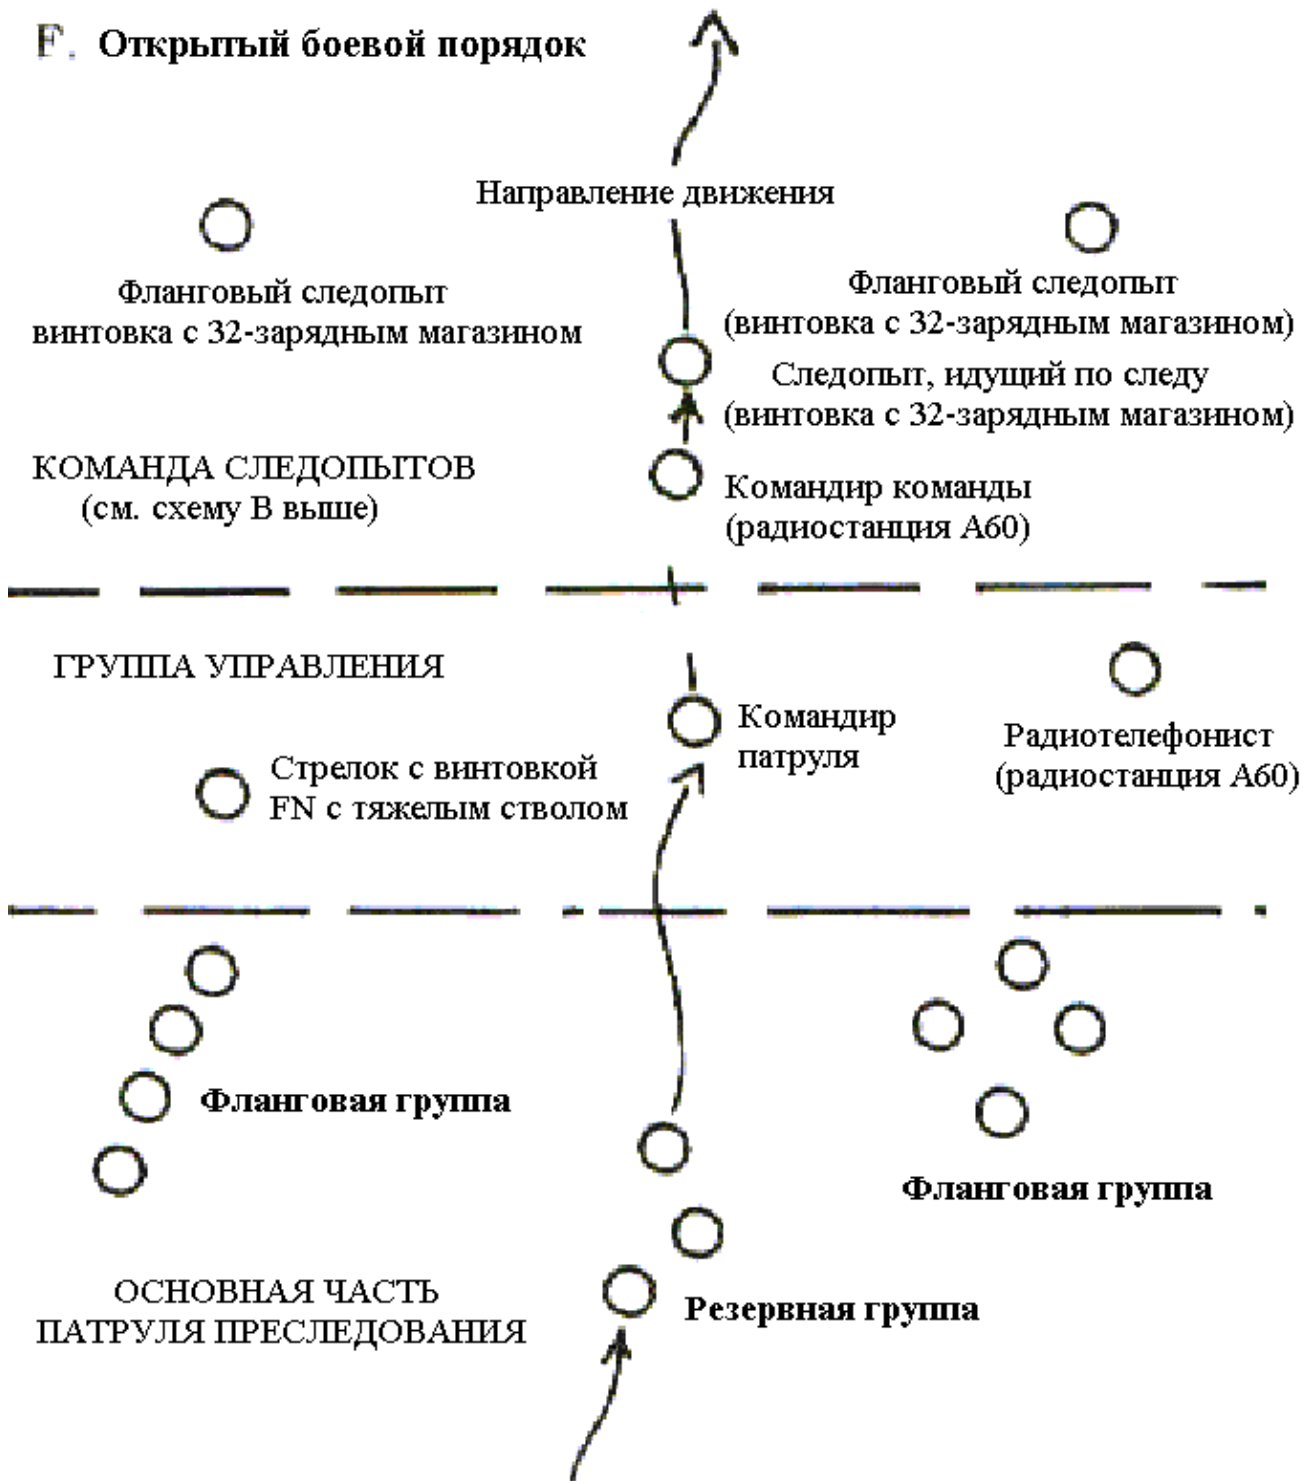 F. Открытый боевой порядок
Направление движения
Фланговый следопыт
винтовка с 32-зарядным магазином
Фланговый следопыт
(винтовка с 32-зарядным магазином)
Следопыт, идущий по следу
(винтовка с 32-зарядным магазином)
КОМАНДА СЛЕДОПЫТОВ
(см. схему В выше)
Командир команды
(радиостанция А60)
ГРУППА УПРАВЛЕНИЯ
Командир
патруля
Радиотелефонист
(радиостанция А60)
Стрелок с винтовкой
FN с тяжелым стволом
Фланговая группа
Фланговая группа
ОСНОВНАЯ ЧАСТЬ
ПАТРУЛЯ ПРЕСЛЕДОВАНИЯ
Резервная группа